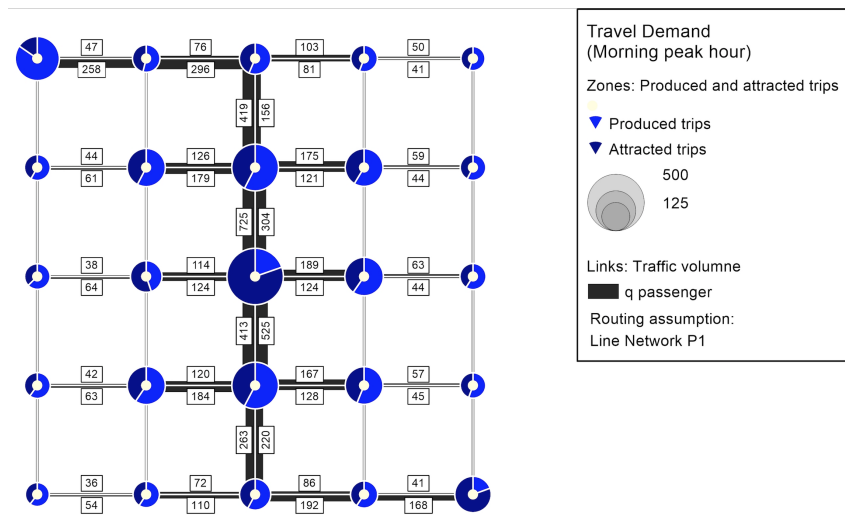 47 76 103 50
258 296 81 41
419 156
44 126 175 59
61 179 121 44
725 304
38 114 189 63
64 124 124 44
413 525
42 120 167 57
63 184 128 45
263 220
36 72 86 41
54 110 192 168
Travel Demand
(Morning peak hour)
Zones: Produced and attracted trips
Produced trips
Attracted trips
500
125
Links: Traffic volumne
q passenger
Routing assumption:
Line Network P1